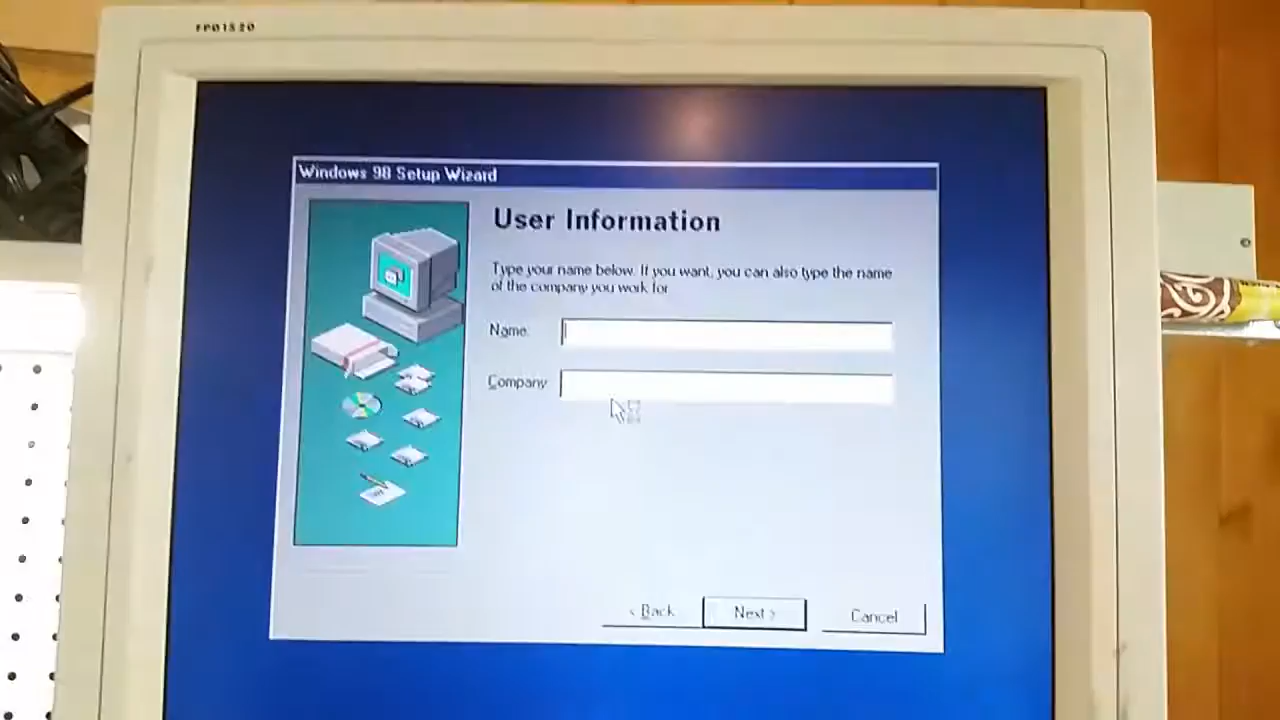 FP01520
Windows 98 Setup Wizard
User Information
Type your name below. If you want, you can also type the name
of the company you work for.
Name:
Company:
< Back
Next >
Cancel